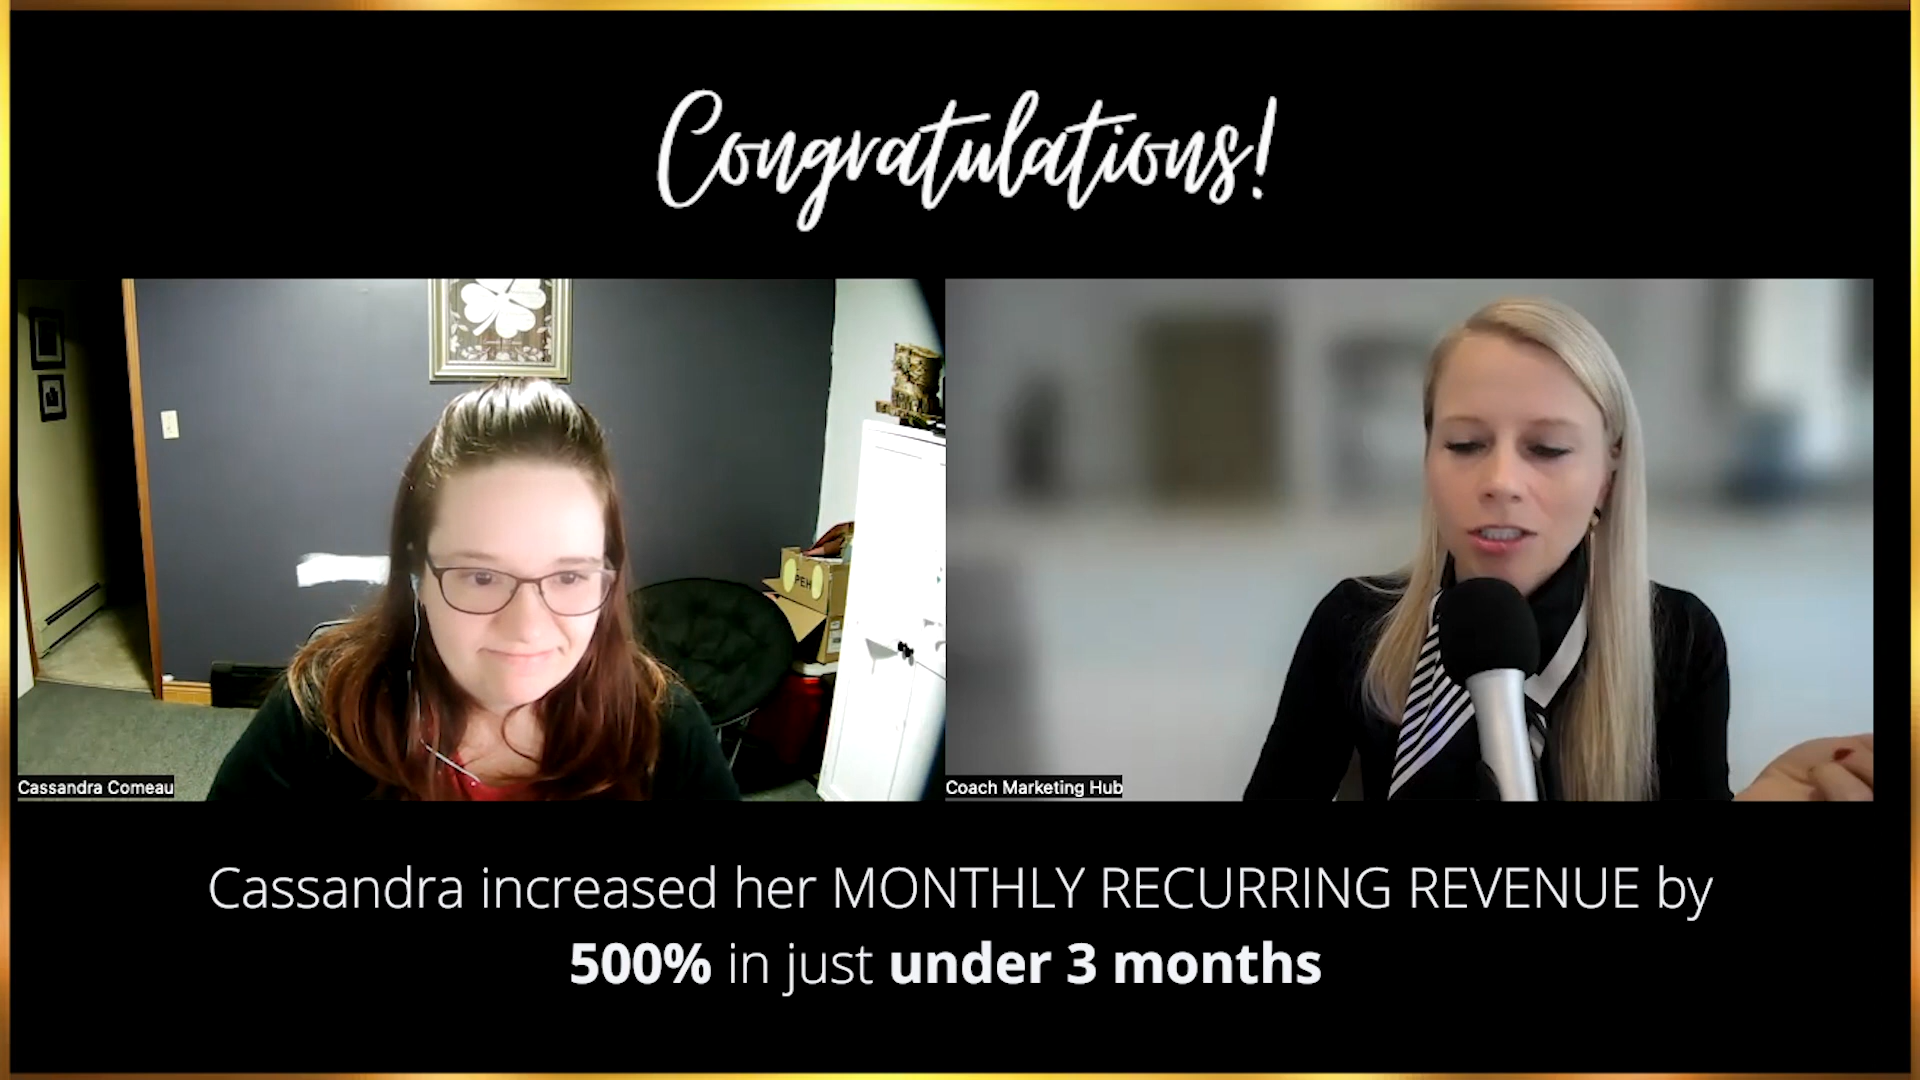 Congratulations!
PEH
Cassandra Comeau
Coach Marketing Hub
Cassandra increased her MONTHLY RECURRING REVENUE by
500% in just under 3 months